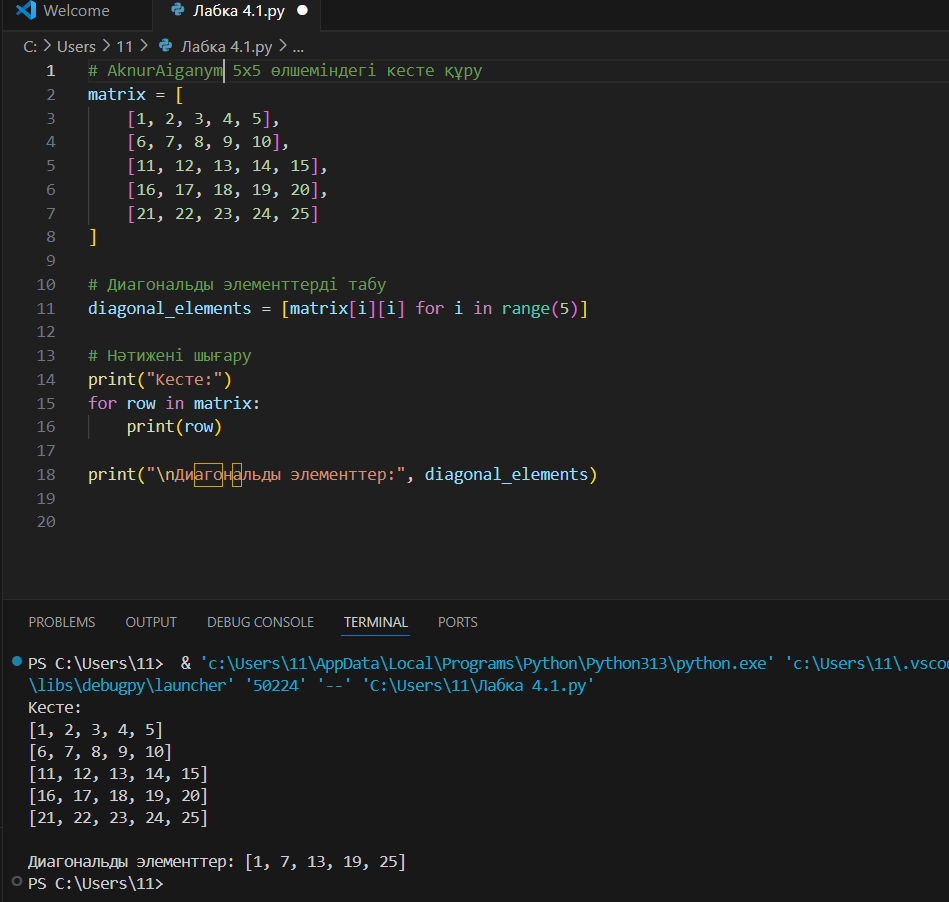 Welcome
Лабка 4.1.py
C: > Users > 11 > Лабка 4.1.py > ...
1 # AknurAiganym 5x5 өлшеміндегі кесте құру
2 matrix = [
3 [1, 2, 3, 4, 5],
4 [6, 7, 8, 9, 10],
5 [11, 12, 13, 14, 15],
6 [16, 17, 18, 19, 20],
7 [21, 22, 23, 24, 25]
8 ]
9
10 # Диагональды элементтерді табу
11 diagonal_elements = [matrix[i][i] for i in range(5)]
12
13 # Нәтижені шығару
14 print("Кесте:")
15 for row in matrix:
16 print(row)
17
18 print("\nДиагональды элементтер:", diagonal_elements)
19
20
PROBLEMS OUTPUT DEBUG CONSOLE TERMINAL PORTS
PS C:\Users\11> & 'c:\Users\11\AppData\Local\Programs\Python\Python313\python.exe' 'c:\Users\11\.vsco
\libs\debugpy\launcher' '50224' '--' 'C:\Users\11\Лабка 4.1.py'
Кесте:
[1, 2, 3, 4, 5]
[6, 7, 8, 9, 10]
[11, 12, 13, 14, 15]
[16, 17, 18, 19, 20]
[21, 22, 23, 24, 25]
Диагональды элементтер: [1, 7, 13, 19, 25]
PS C:\Users\11>